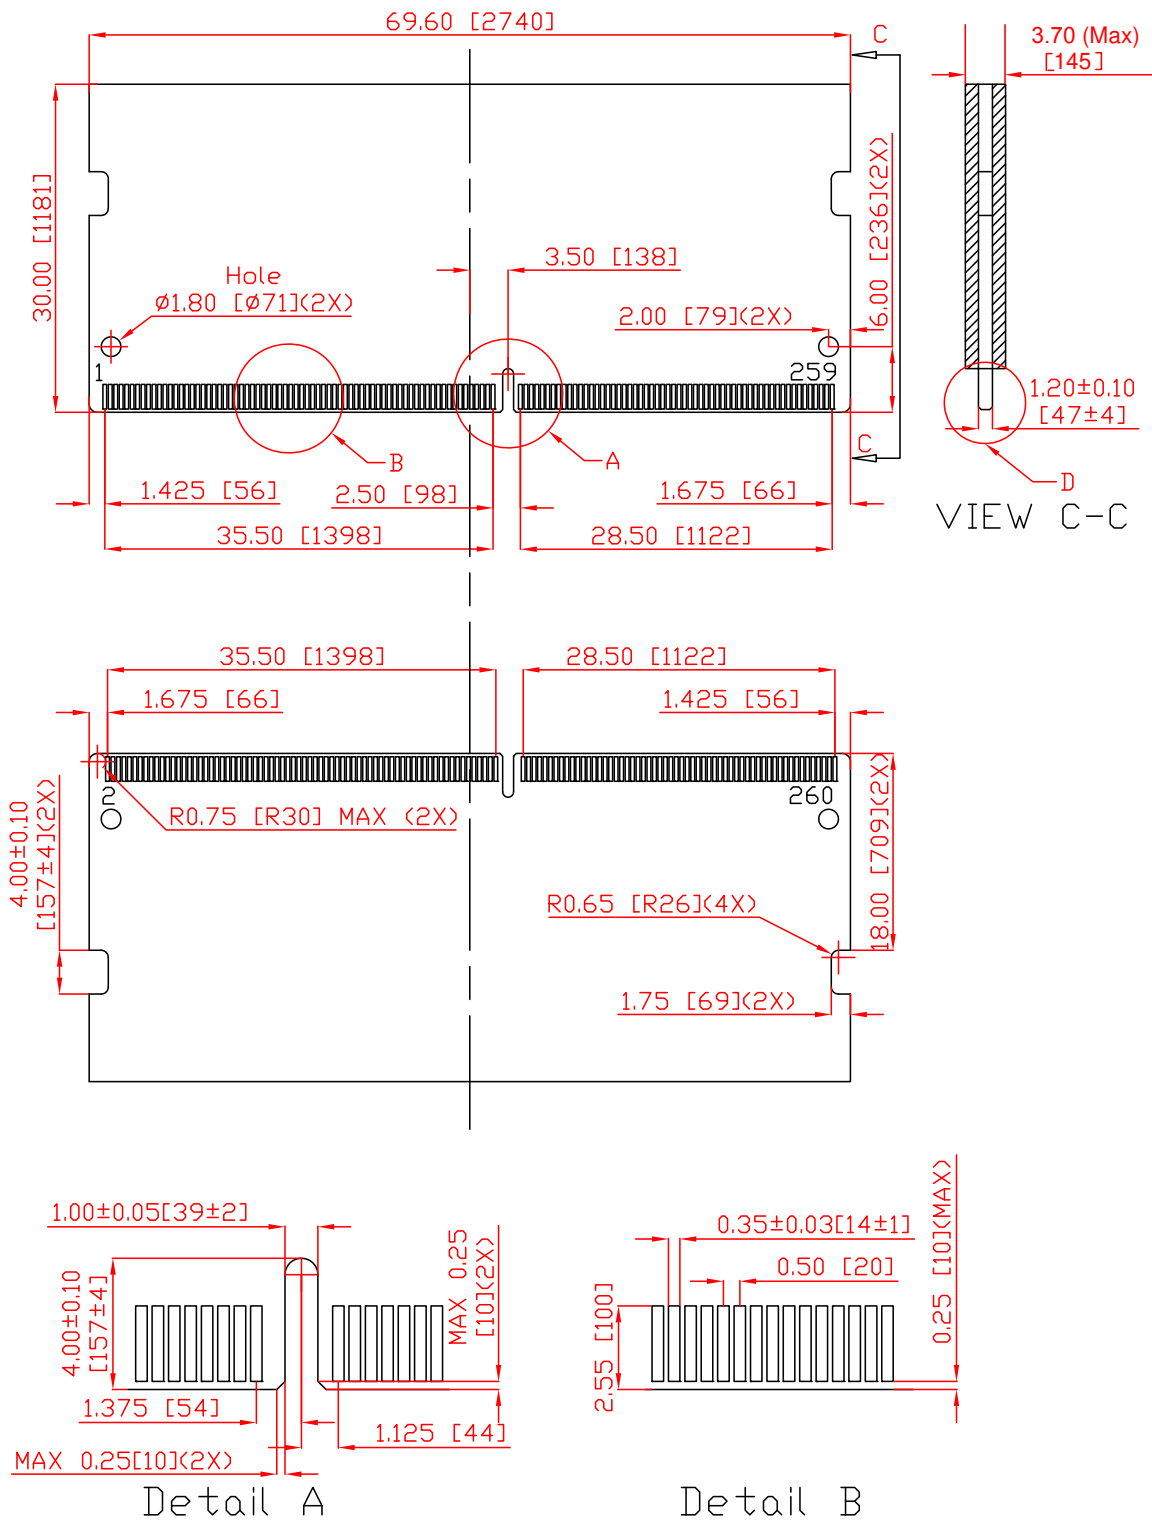 69.60 [2740]
C
3.70 (Max)
[145]
30.00 [1181]
6.00 [236](2X)
3.50 [138]
Hole
Ø1.80 [Ø71](2X)
2.00 [79](2X)
1
259
1.20±0.10
[47±4]
B
A
C
D
1.425 [56]
2.50 [98]
1.675 [66]
VIEW C-C
35.50 [1398]
28.50 [1122]
35.50 [1398]
28.50 [1122]
1.675 [66]
1.425 [56]
2
260
R0.75 [R30] MAX (2X)
4.00±0.10
[157±4](2X)
18.00 [709](2X)
R0.65 [R26](4X)
1.75 [69](2X)
1.00±0.05[39±2]
MAX 0.25
[10](2X)
4.00±0.10
[157±4]
1.375 [54]
1.125 [44]
MAX 0.25[10](2X)
Detail A
0.35±0.03[14±1]
0.50 [20]
2.55 [100]
0.25 [10](MAX)
Detail B